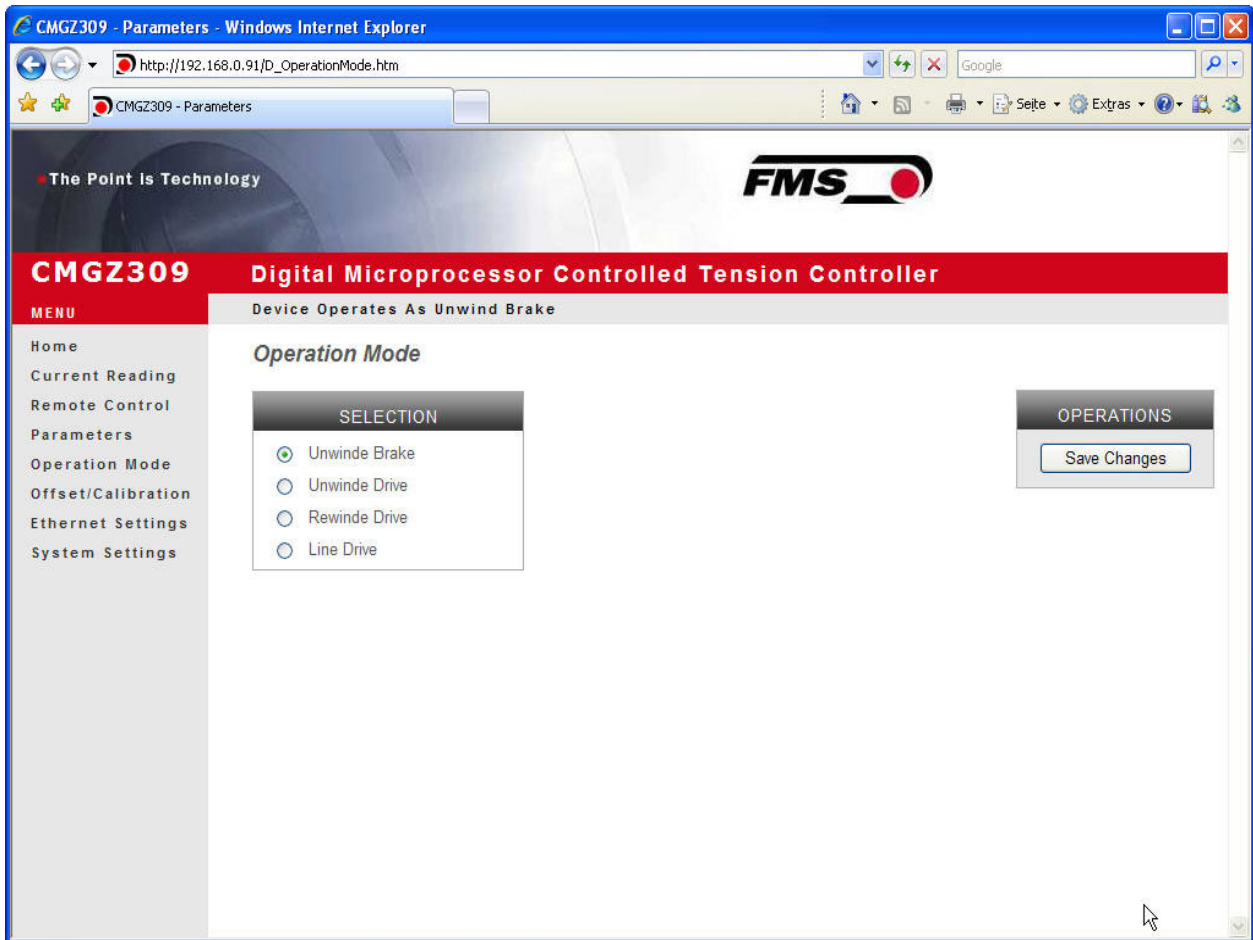 CMGZ309 - Parameters - Windows Internet Explorer
http://192.168.0.91/D_OperationMode.htm
Google
CMGZ309 - Parameters
Seite
Extras
The Point is Technology
FMS
CMGZ309
Digital Microprocessor Controlled Tension Controller
MENU
Device Operates As Unwind Brake
Home
Current Reading
Remote Control
Parameters
Operation Mode
Offset/Calibration
Ethernet Settings
System Settings
Operation Mode
SELECTION
Unwinde Brake
Unwinde Drive
Rewinde Drive
Line Drive
OPERATIONS
Save Changes